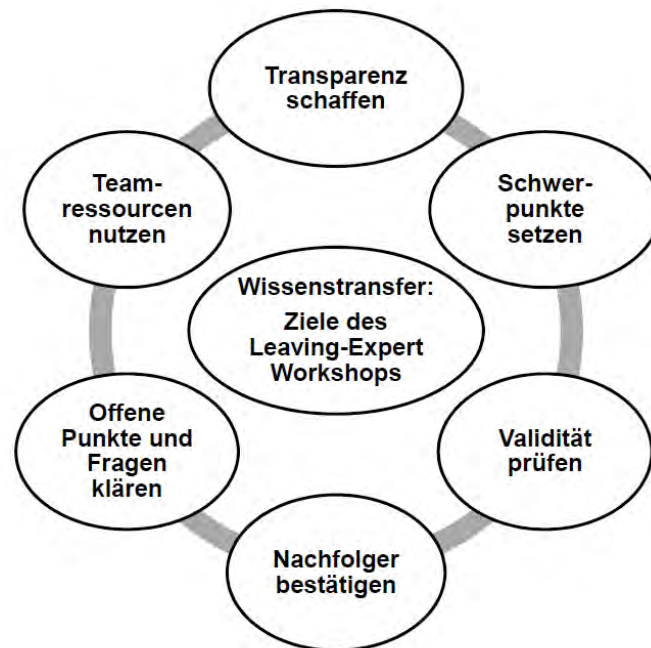 Transparenz
schaffen
Team-
ressourcen
nutzen
Schwer-
punkte
setzen
Wissenstransfer:
Ziele des
Leaving-Expert
Workshops
Offene
Punkte und
Fragen
klären
Validität
prüfen
Nachfolger
bestätigen